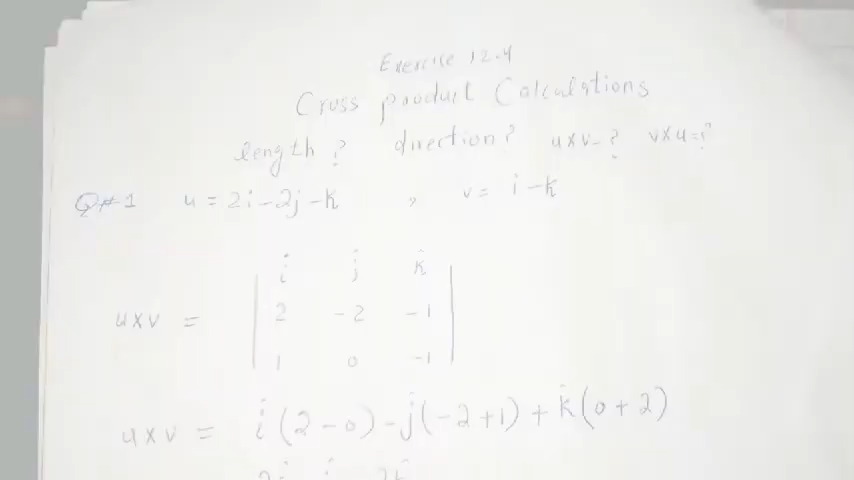 Exercise 12.4
Cross product Calculations
length? direction? u×v=? v×u=?
Q#1 u = 2i-2j-k , v= i-k
i j k
2 -2 -1
u×v =
1 0 -1
u×v = i(2-0)-j(-2+1)+k(0+2)